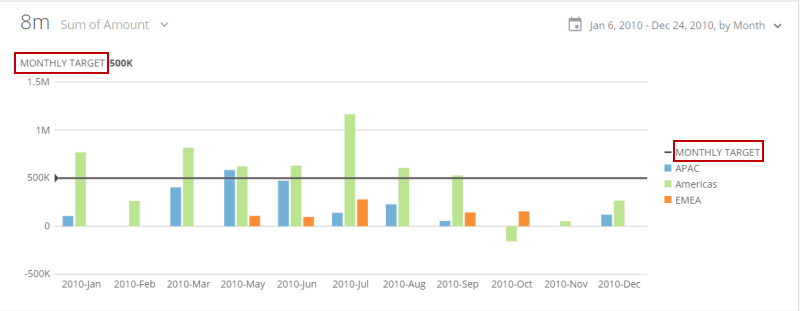 8m Sum of Amount
Jan 6, 2010 - Dec 24, 2010, by Month
MONTHLY TARGET 500K
1.5M
1M
500K
0
-500K
2010-Jan 2010-Feb 2010-Mar 2010-May 2010-Jun 2010-Jul 2010-Aug 2010-Sep 2010-Oct 2010-Nov 2010-Dec
MONTHLY TARGET
APAC
Americas
EMEA